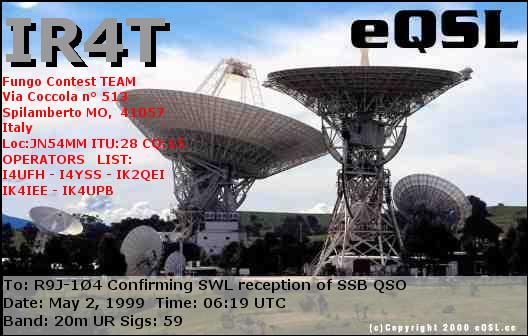 IR4T
eQSL
Fungo Contest TEAM
Via Coccola n° 513
Spilamberto MO, 41057
Italy
Loc:JN54MM ITU:28 CQ:15
OPERATORS LIST:
I4UFH - I4YSS - IK2QEI
IK4IEE - IK4UPB
To: R9J-1Ø4 Confirming SWL reception of SSB QSO
Date: May 2, 1999 Time: 06:19 UTC
Band: 20m UR Sigs: 59
(c)Copyright 2000 eQSL.cc